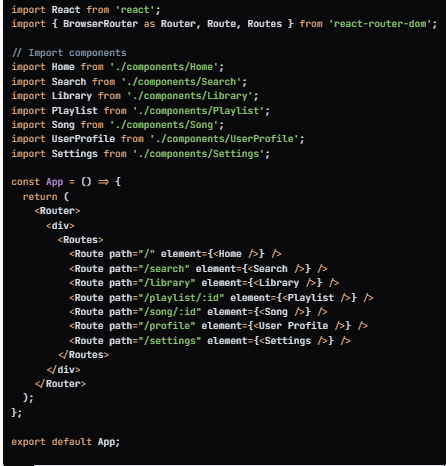 import React from 'react';
import { BrowserRouter as Router, Route, Routes } from 'react-router-dom';
// Import components
import Home from './components/Home';
import Search from './components/Search';
import Library from './components/Library';
import Playlist from './components/Playlist';
import Song from './components/Song';
import UserProfile from './components/UserProfile';
import Settings from './components/Settings';
const App = () => {
return (
<Router>
<div>
<Routes>
<Route path="/" element={<Home />} />
<Route path="/search" element={<Search />} />
<Route path="/library" element={<Library />} />
<Route path="/playlist/:id" element={<Playlist />} />
<Route path="/song/:id" element={<Song />} />
<Route path="/profile" element={<User Profile />} />
<Route path="/settings" element={<Settings />} />
</Routes>
</div>
</Router>
);
};
export default App;